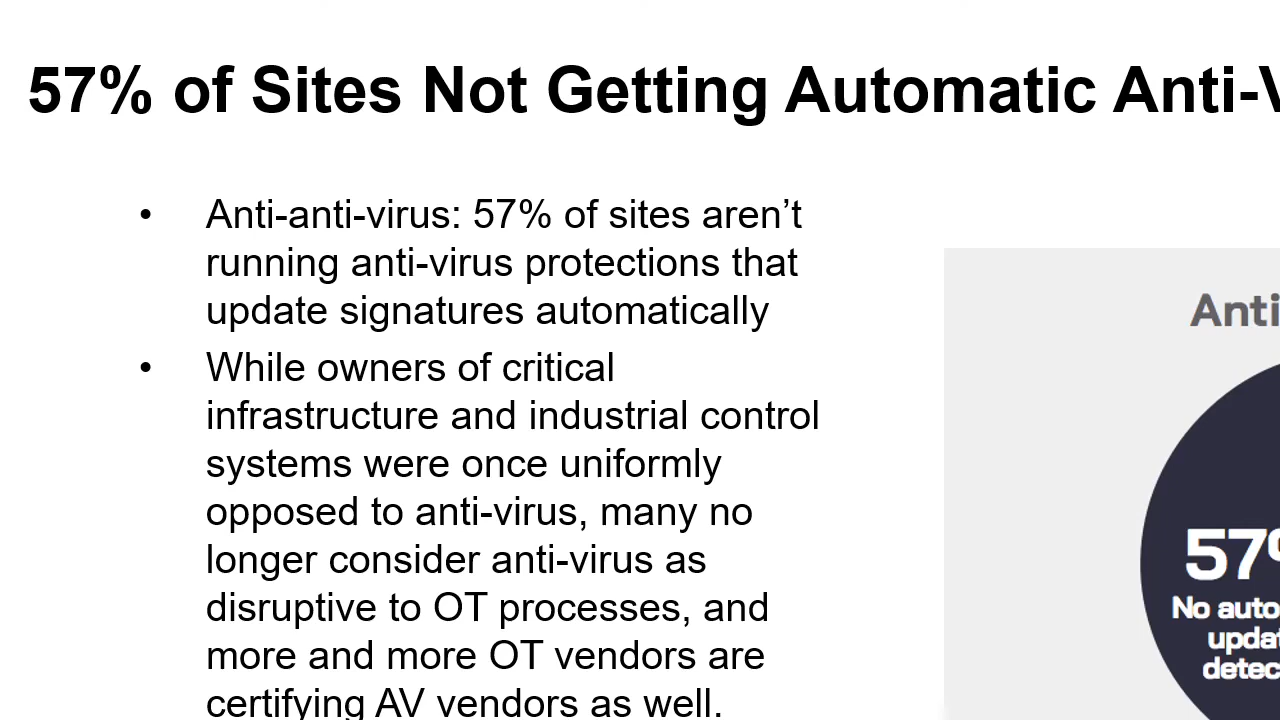 57% of Sites Not Getting Automatic Anti-V
• Anti-anti-virus: 57% of sites aren’t
running anti-virus protections that
update signatures automatically
• While owners of critical
infrastructure and industrial control
systems were once uniformly
opposed to anti-virus, many no
longer consider anti-virus as
disruptive to OT processes, and
more and more OT vendors are
certifying AV vendors as well.
Anti
57%
No auto
updat
detec